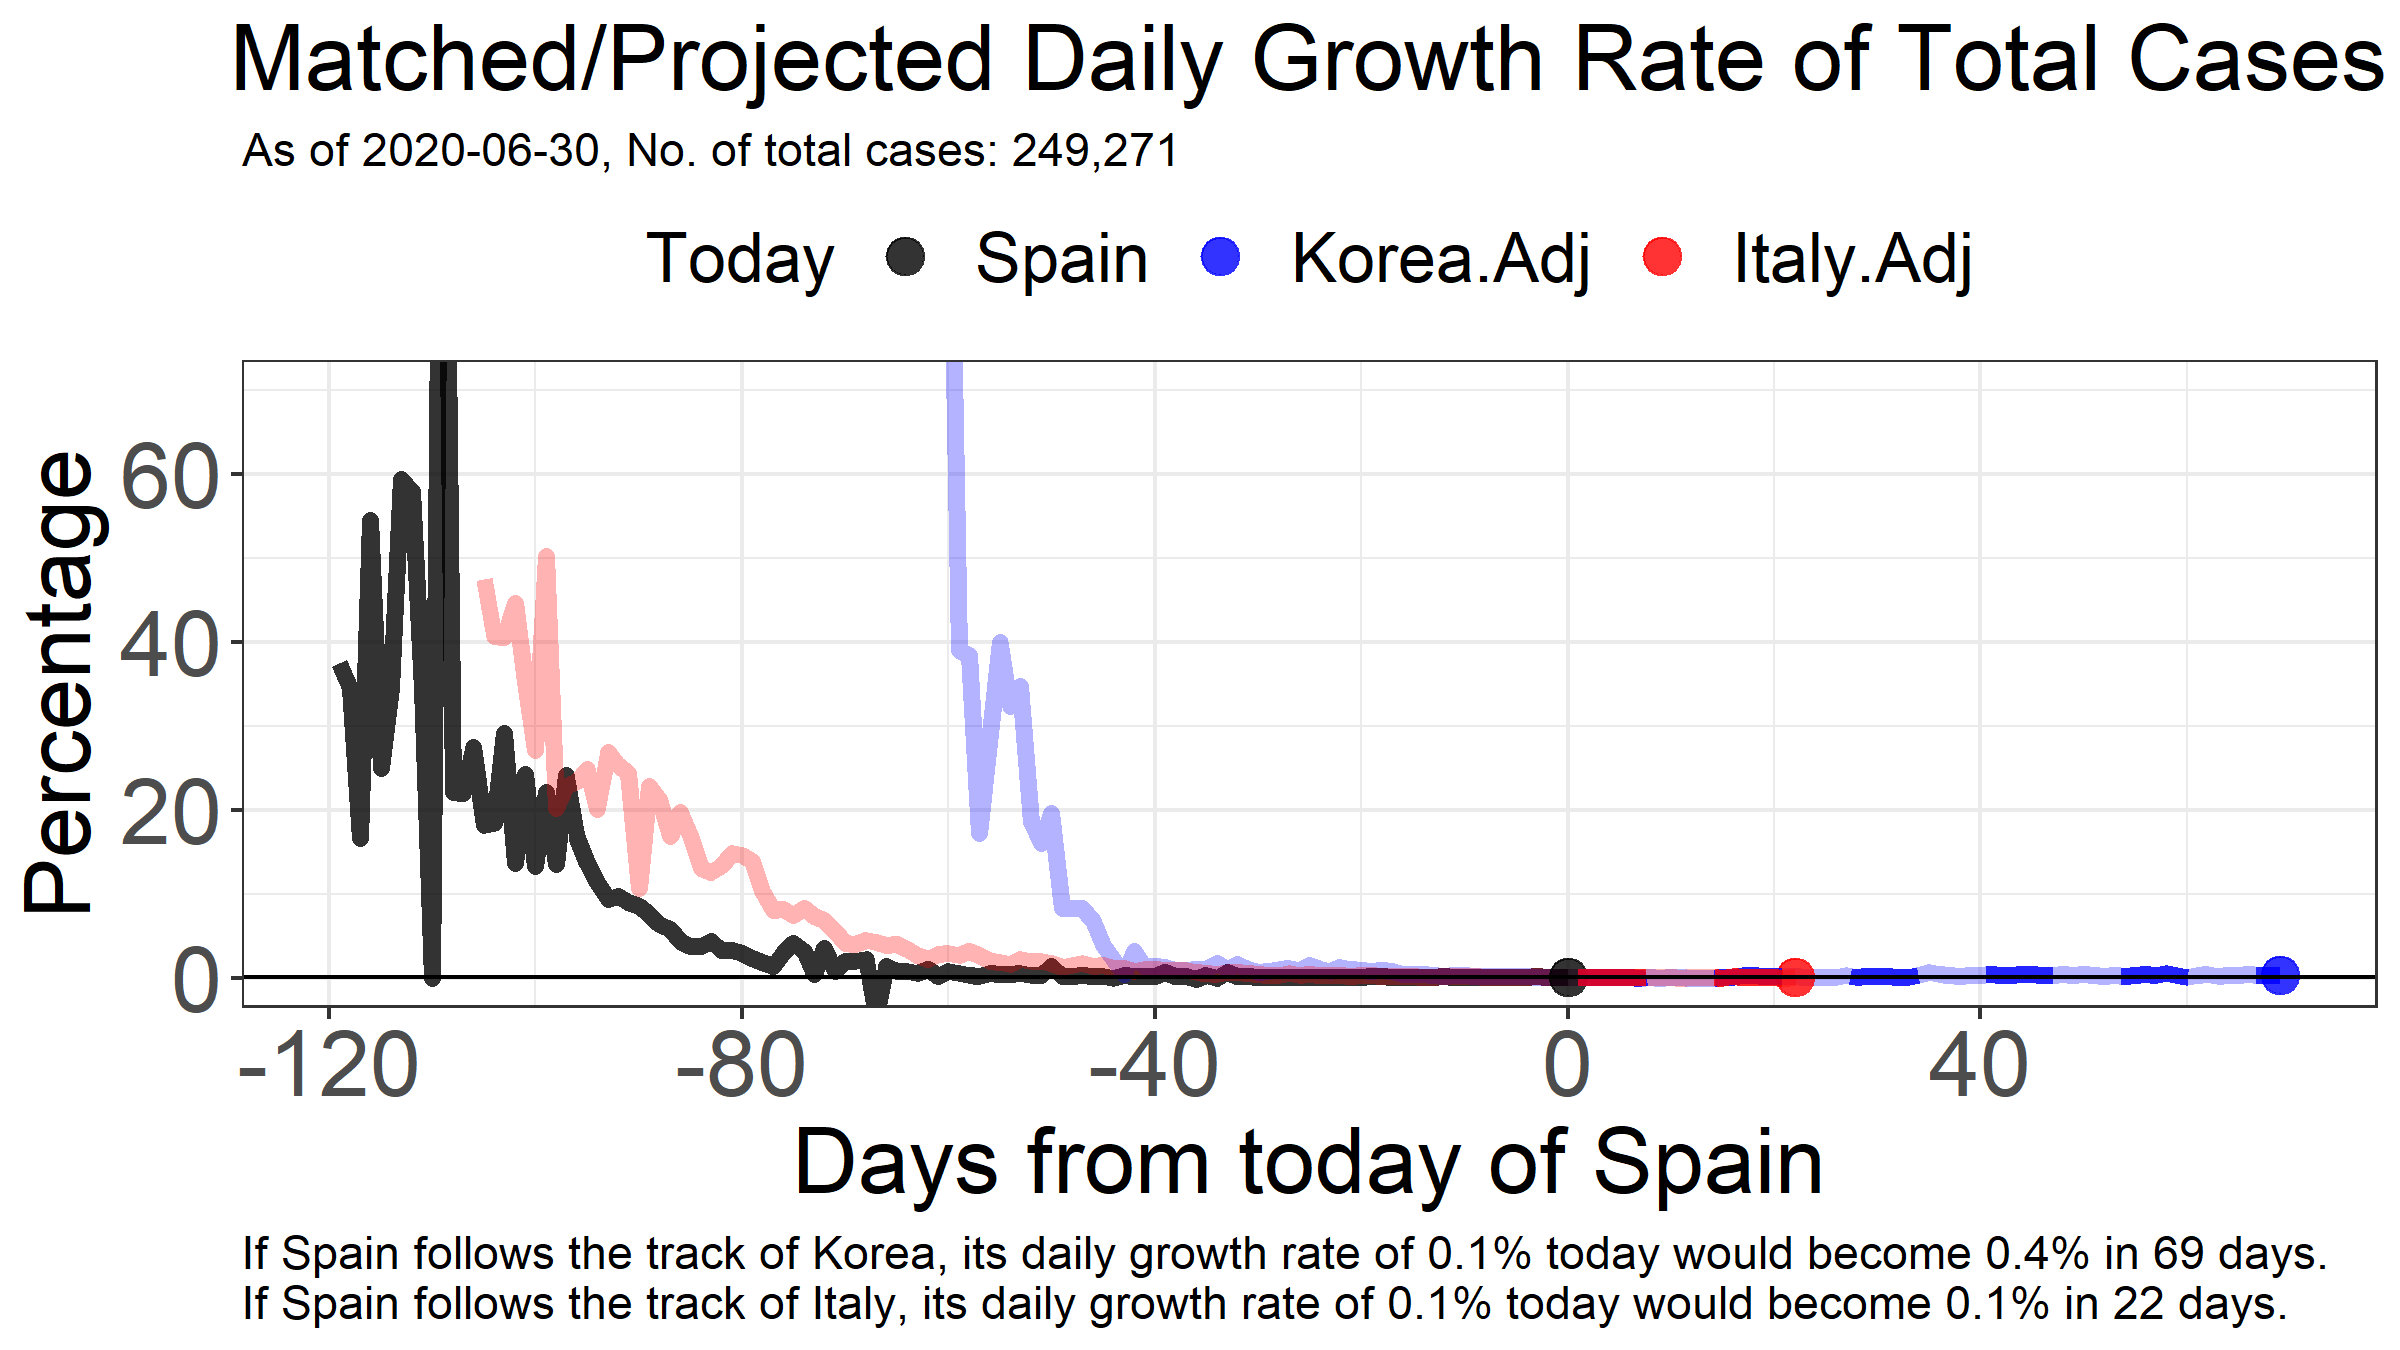 Matched/Projected Daily Growth Rate of Total Cases
As of 2020-06-30, No. of total cases: 249,271
Today Spain Korea.Adj Italy.Adj
Percentage
60
40
20
0
-120 -80 -40 0 40
Days from today of Spain
If Spain follows the track of Korea, its daily growth rate of 0.1% today would become 0.4% in 69 days.
If Spain follows the track of Italy, its daily growth rate of 0.1% today would become 0.1% in 22 days.